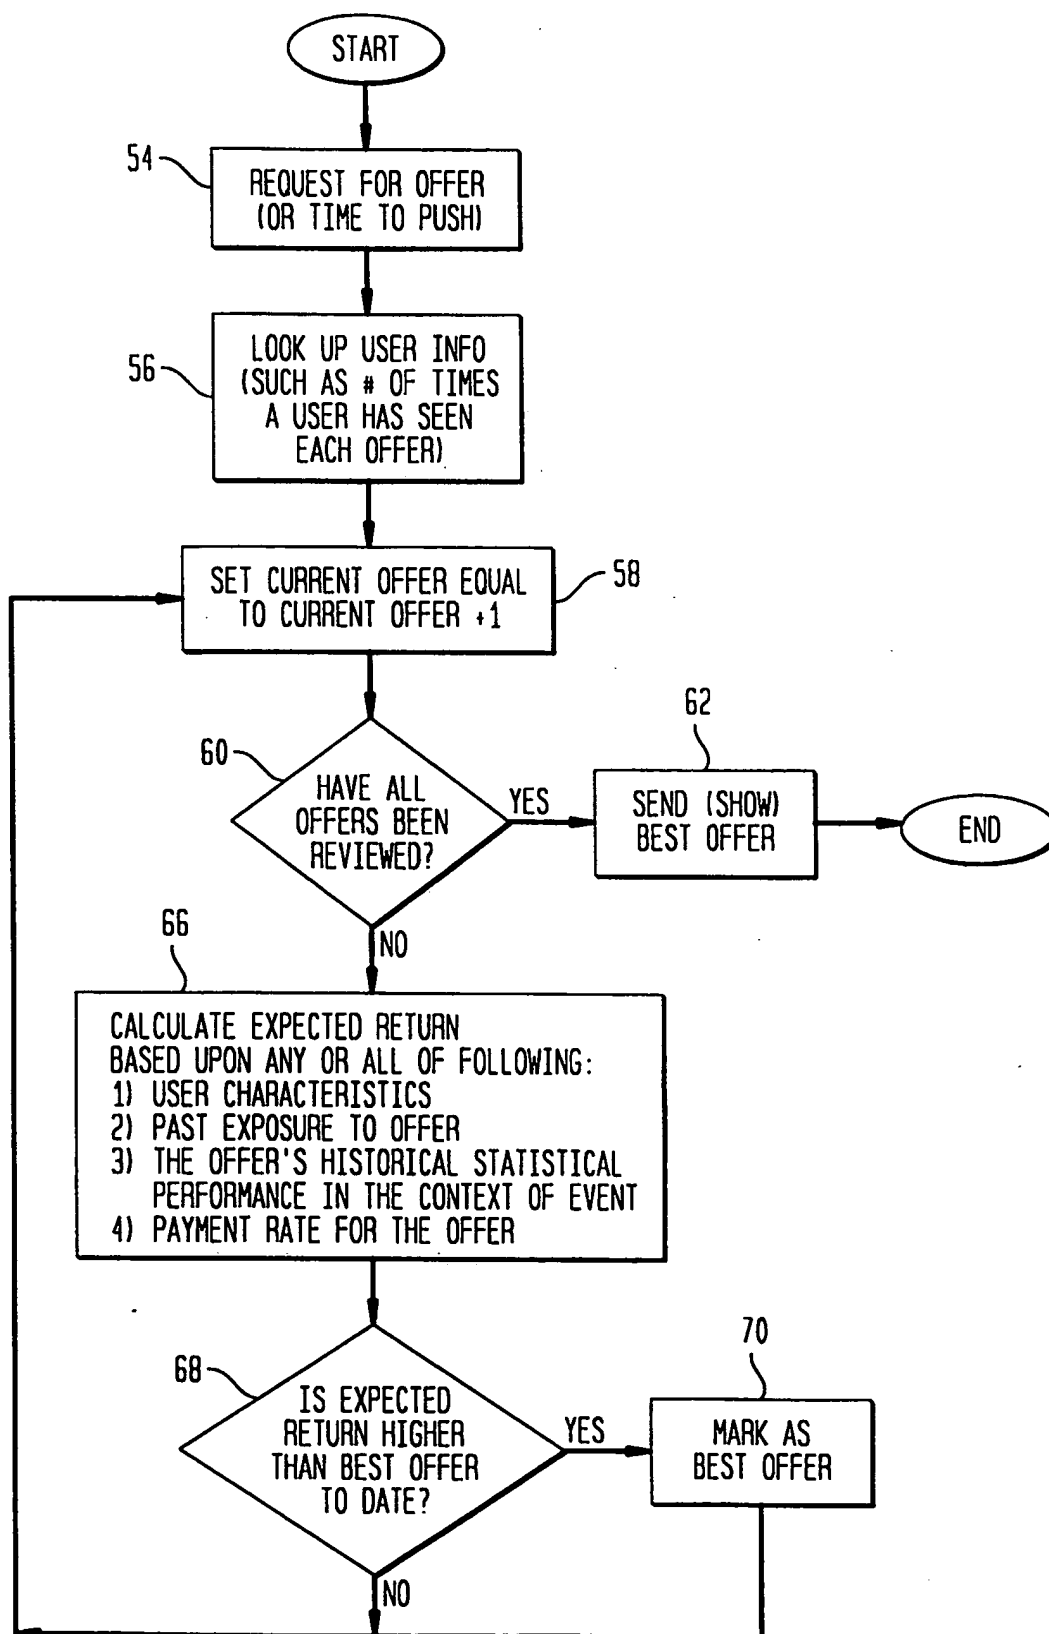 START
54
REQUEST FOR OFFER
(OR TIME TO PUSH)
56
LOOK UP USER INFO
(SUCH AS # OF TIMES
A USER HAS SEEN
EACH OFFER)
SET CURRENT OFFER EQUAL
TO CURRENT OFFER +1
58
60
HAVE ALL
OFFERS BEEN
REVIEWED?
YES
62
SEND (SHOW)
BEST OFFER
END
NO
66
CALCULATE EXPECTED RETURN
BASED UPON ANY OR ALL OF FOLLOWING:
1) USER CHARACTERISTICS
2) PAST EXPOSURE TO OFFER
3) THE OFFER'S HISTORICAL STATISTICAL
PERFORMANCE IN THE CONTEXT OF EVENT
4) PAYMENT RATE FOR THE OFFER
68
IS EXPECTED
RETURN HIGHER
THAN BEST OFFER
TO DATE?
YES
70
MARK AS
BEST OFFER
NO